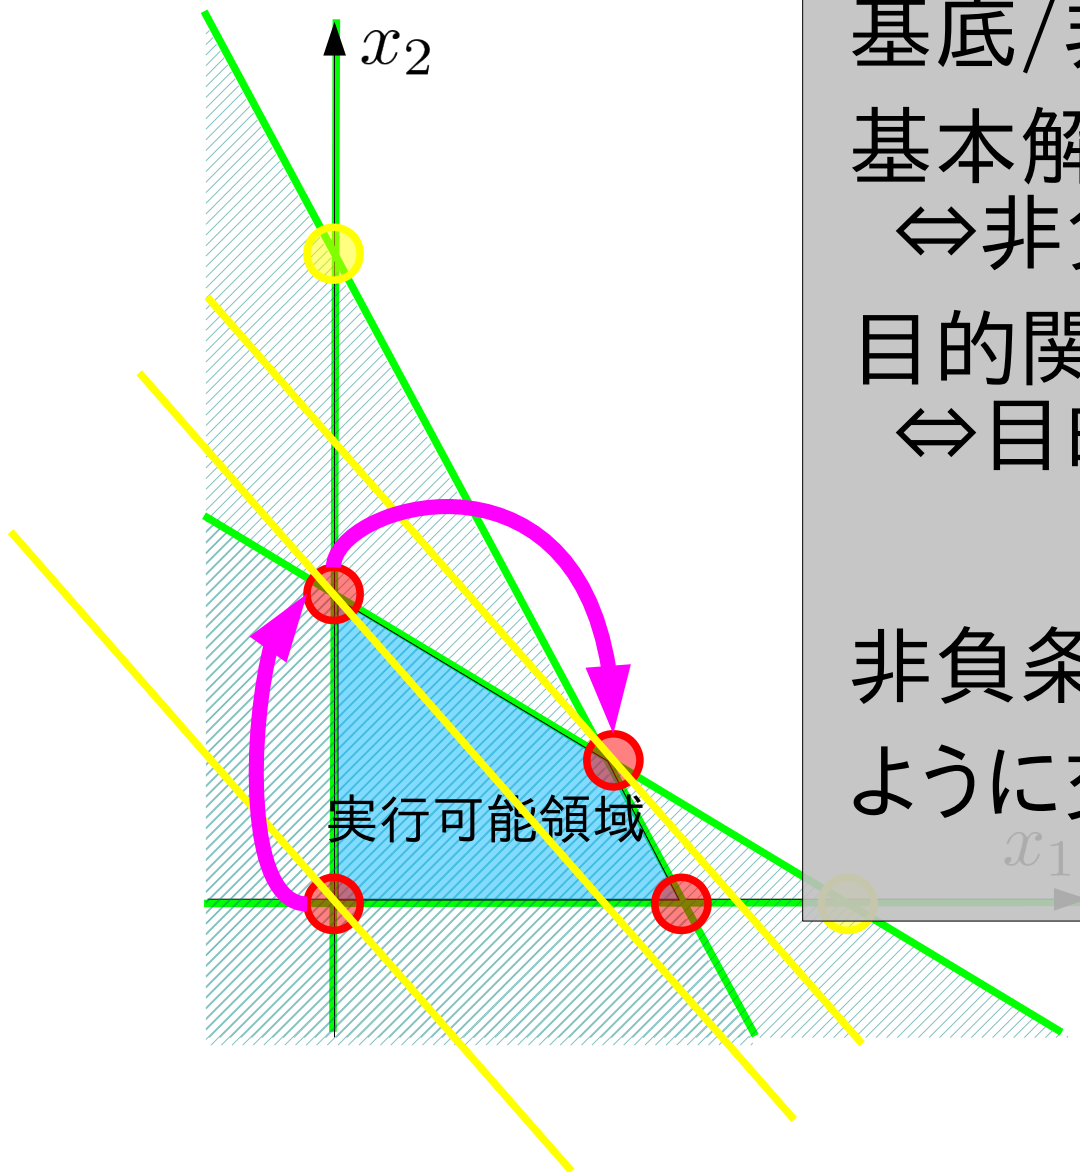 x₂
基底/
基本解
⇔非
目的関
⇔目
非負条
ように
x₁
実行可能領域